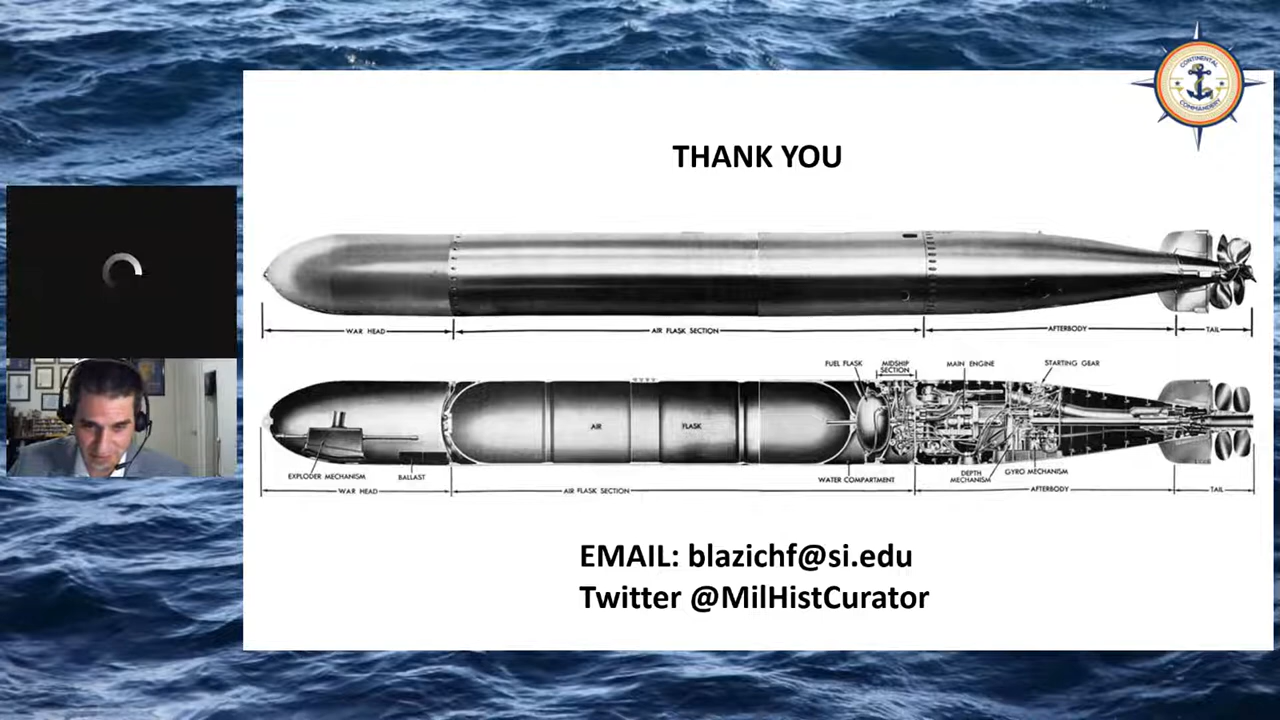 CONTINENTAL
COMMANDERY
THANK YOU
WAR HEAD
AIR FLASK SECTION
AFTERBODY
TAIL
FUEL FLASK
MIDSHIP
SECTION
MAIN ENGINE
STARTING GEAR
AIR
FLASK
EXPLODER MECHANISM
BALLAST
WATER COMPARTMENT
DEPTH
MECHANISM
GYRO MECHANISM
WAR HEAD
AIR FLASK SECTION
AFTERBODY
TAIL
EMAIL: blazichf@si.edu
Twitter @MilHistCurator